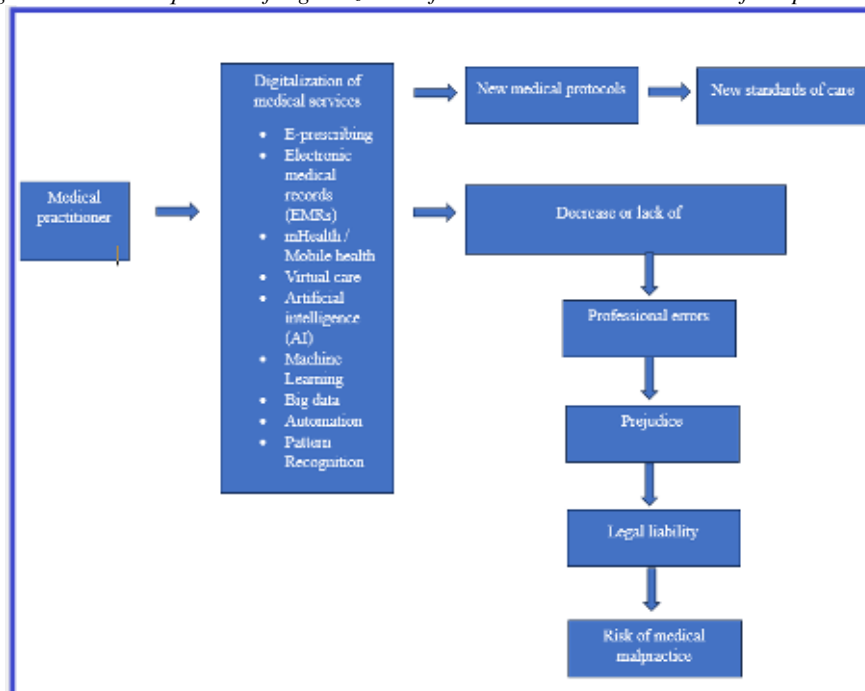 Medical
practitioner
Digitalization of
medical services
• E-prescribing
• Electronic
medical
records
(EMRs)
• mHealth /
Mobile health
• Virtual care
• Artificial
intelligence
(AI)
• Machine
Learning
• Big data
• Automation
• Pattern
Recognition
New medical protocols
New standards of care
Decrease or lack of
Professional errors
Prejudice
Legal liability
Risk of medical
malpractice